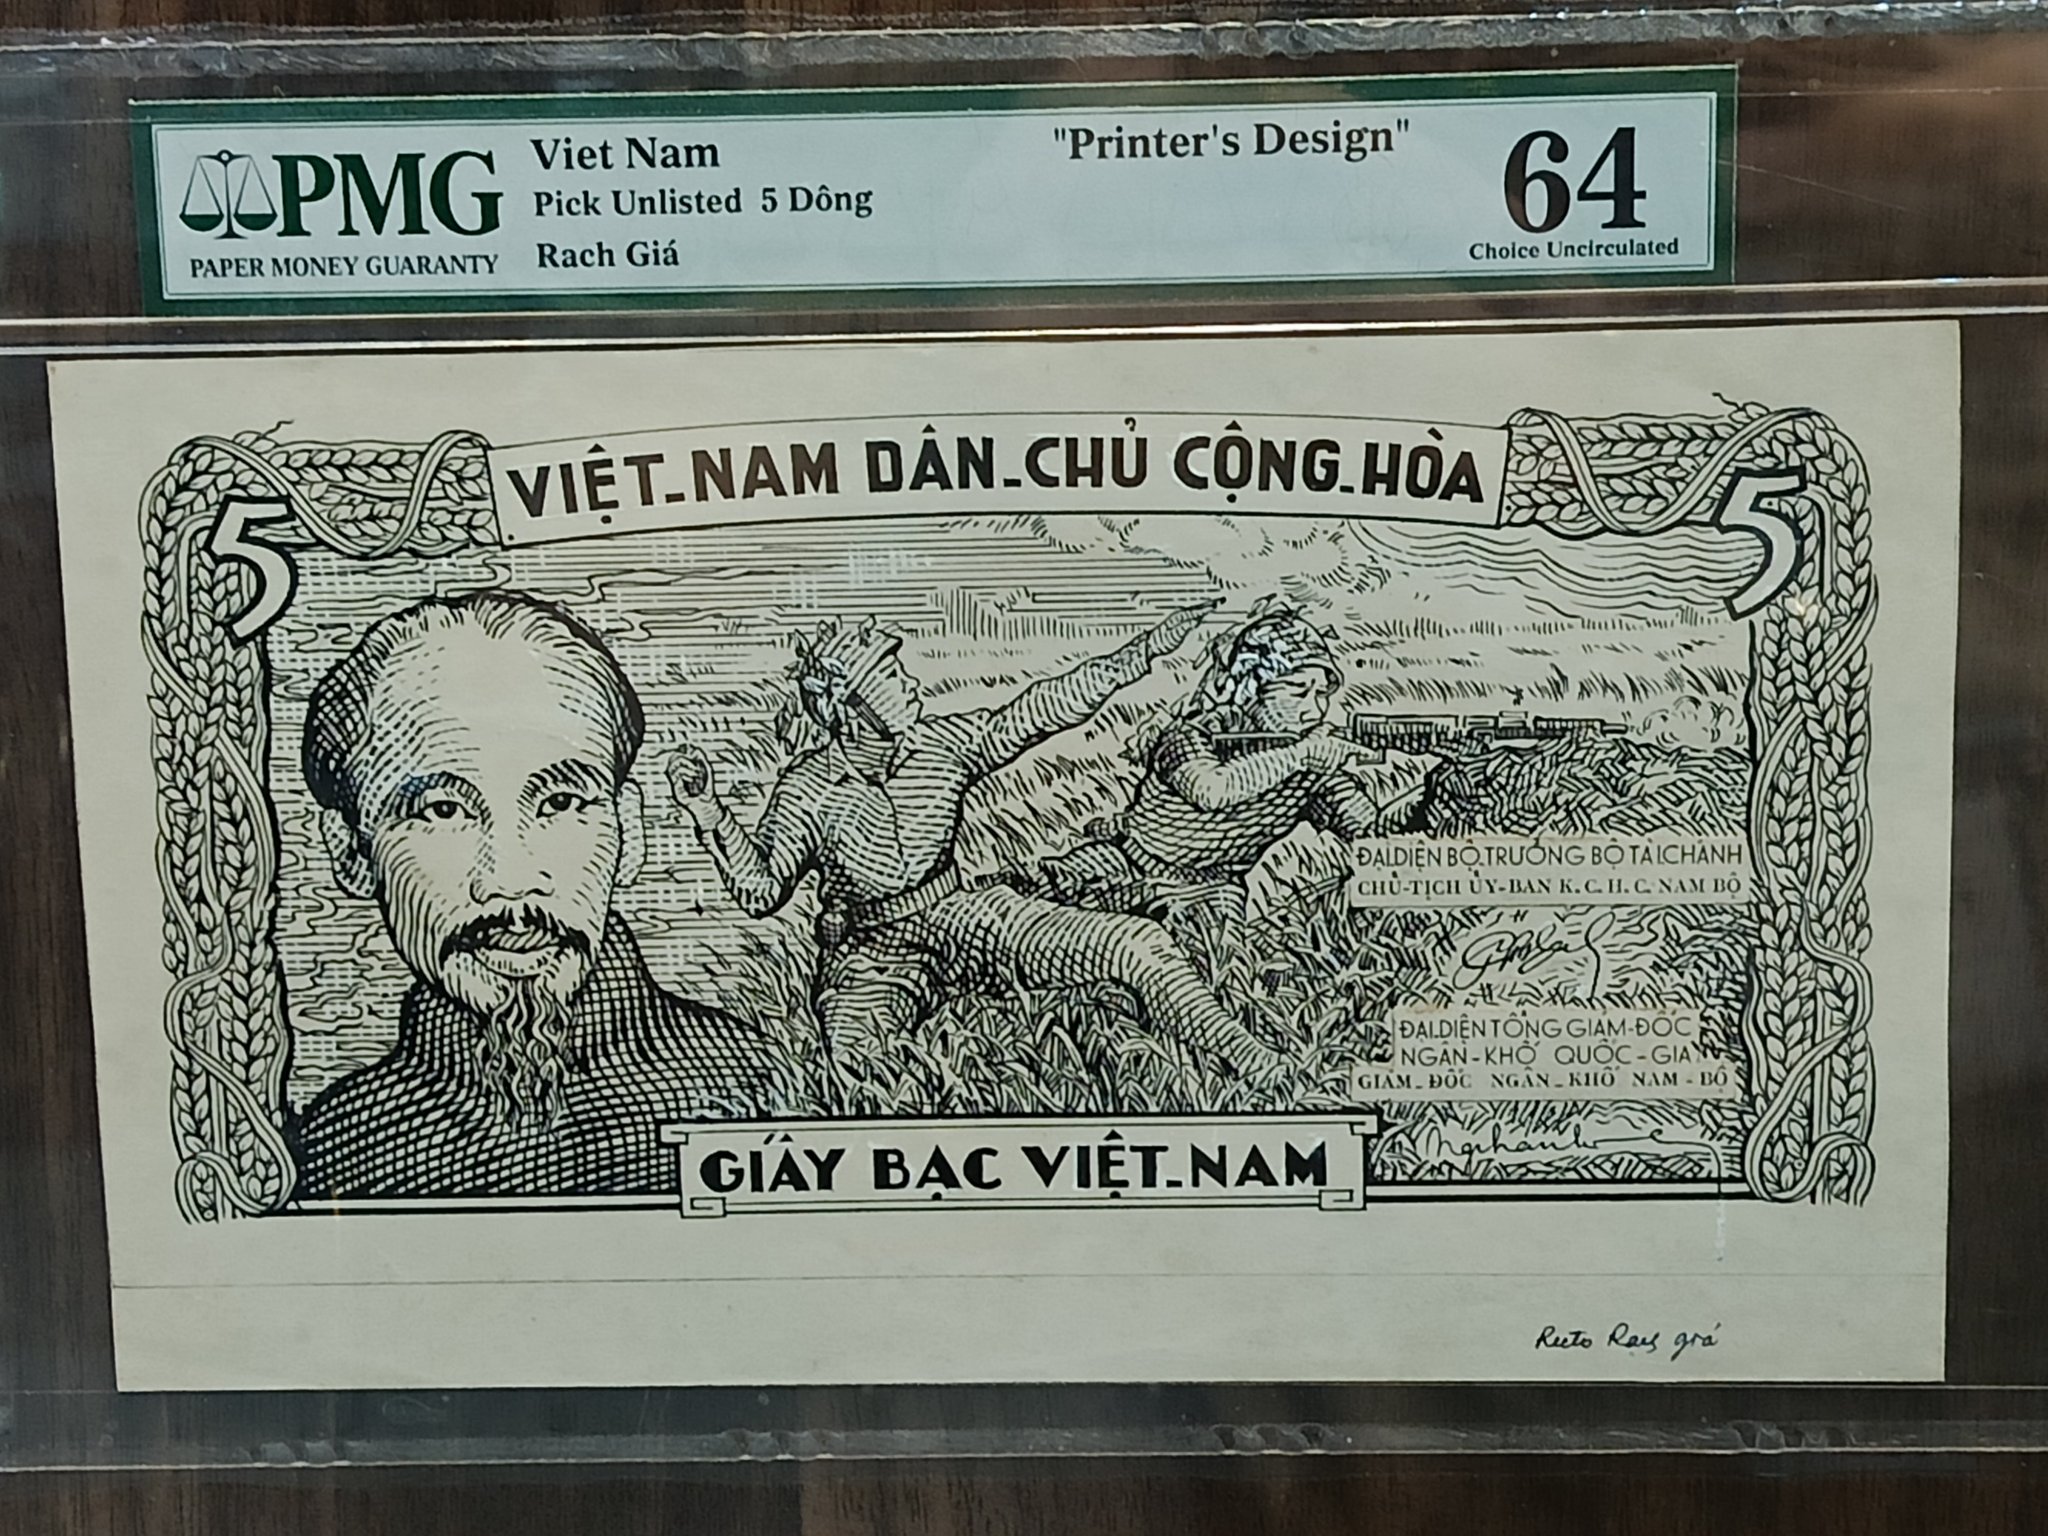 PMG
PAPER MONEY GUARANTY
Viet Nam
Pick Unlisted 5 Dông
Rach Giá
"Printer's Design"
64
Choice Uncirculated
VIỆT-NAM DÂN-CHỦ CỘNG-HÒA
5
5
ĐẠI.DIỆN BỘ.TRƯỞNG BỘ TÀI.CHÁNH
CHỦ-TỊCH ỦY-BAN K.C.H.C. NAM BỘ
ĐẠI.DIỆN TỔNG GIÁM-ĐỐC
NGÂN-KHỐ QUỐC-GIA
GIÁM-ĐỐC NGÂN-KHỐ NAM-BỘ
GIẤY BẠC VIỆT-NAM
Recto Rạch giá